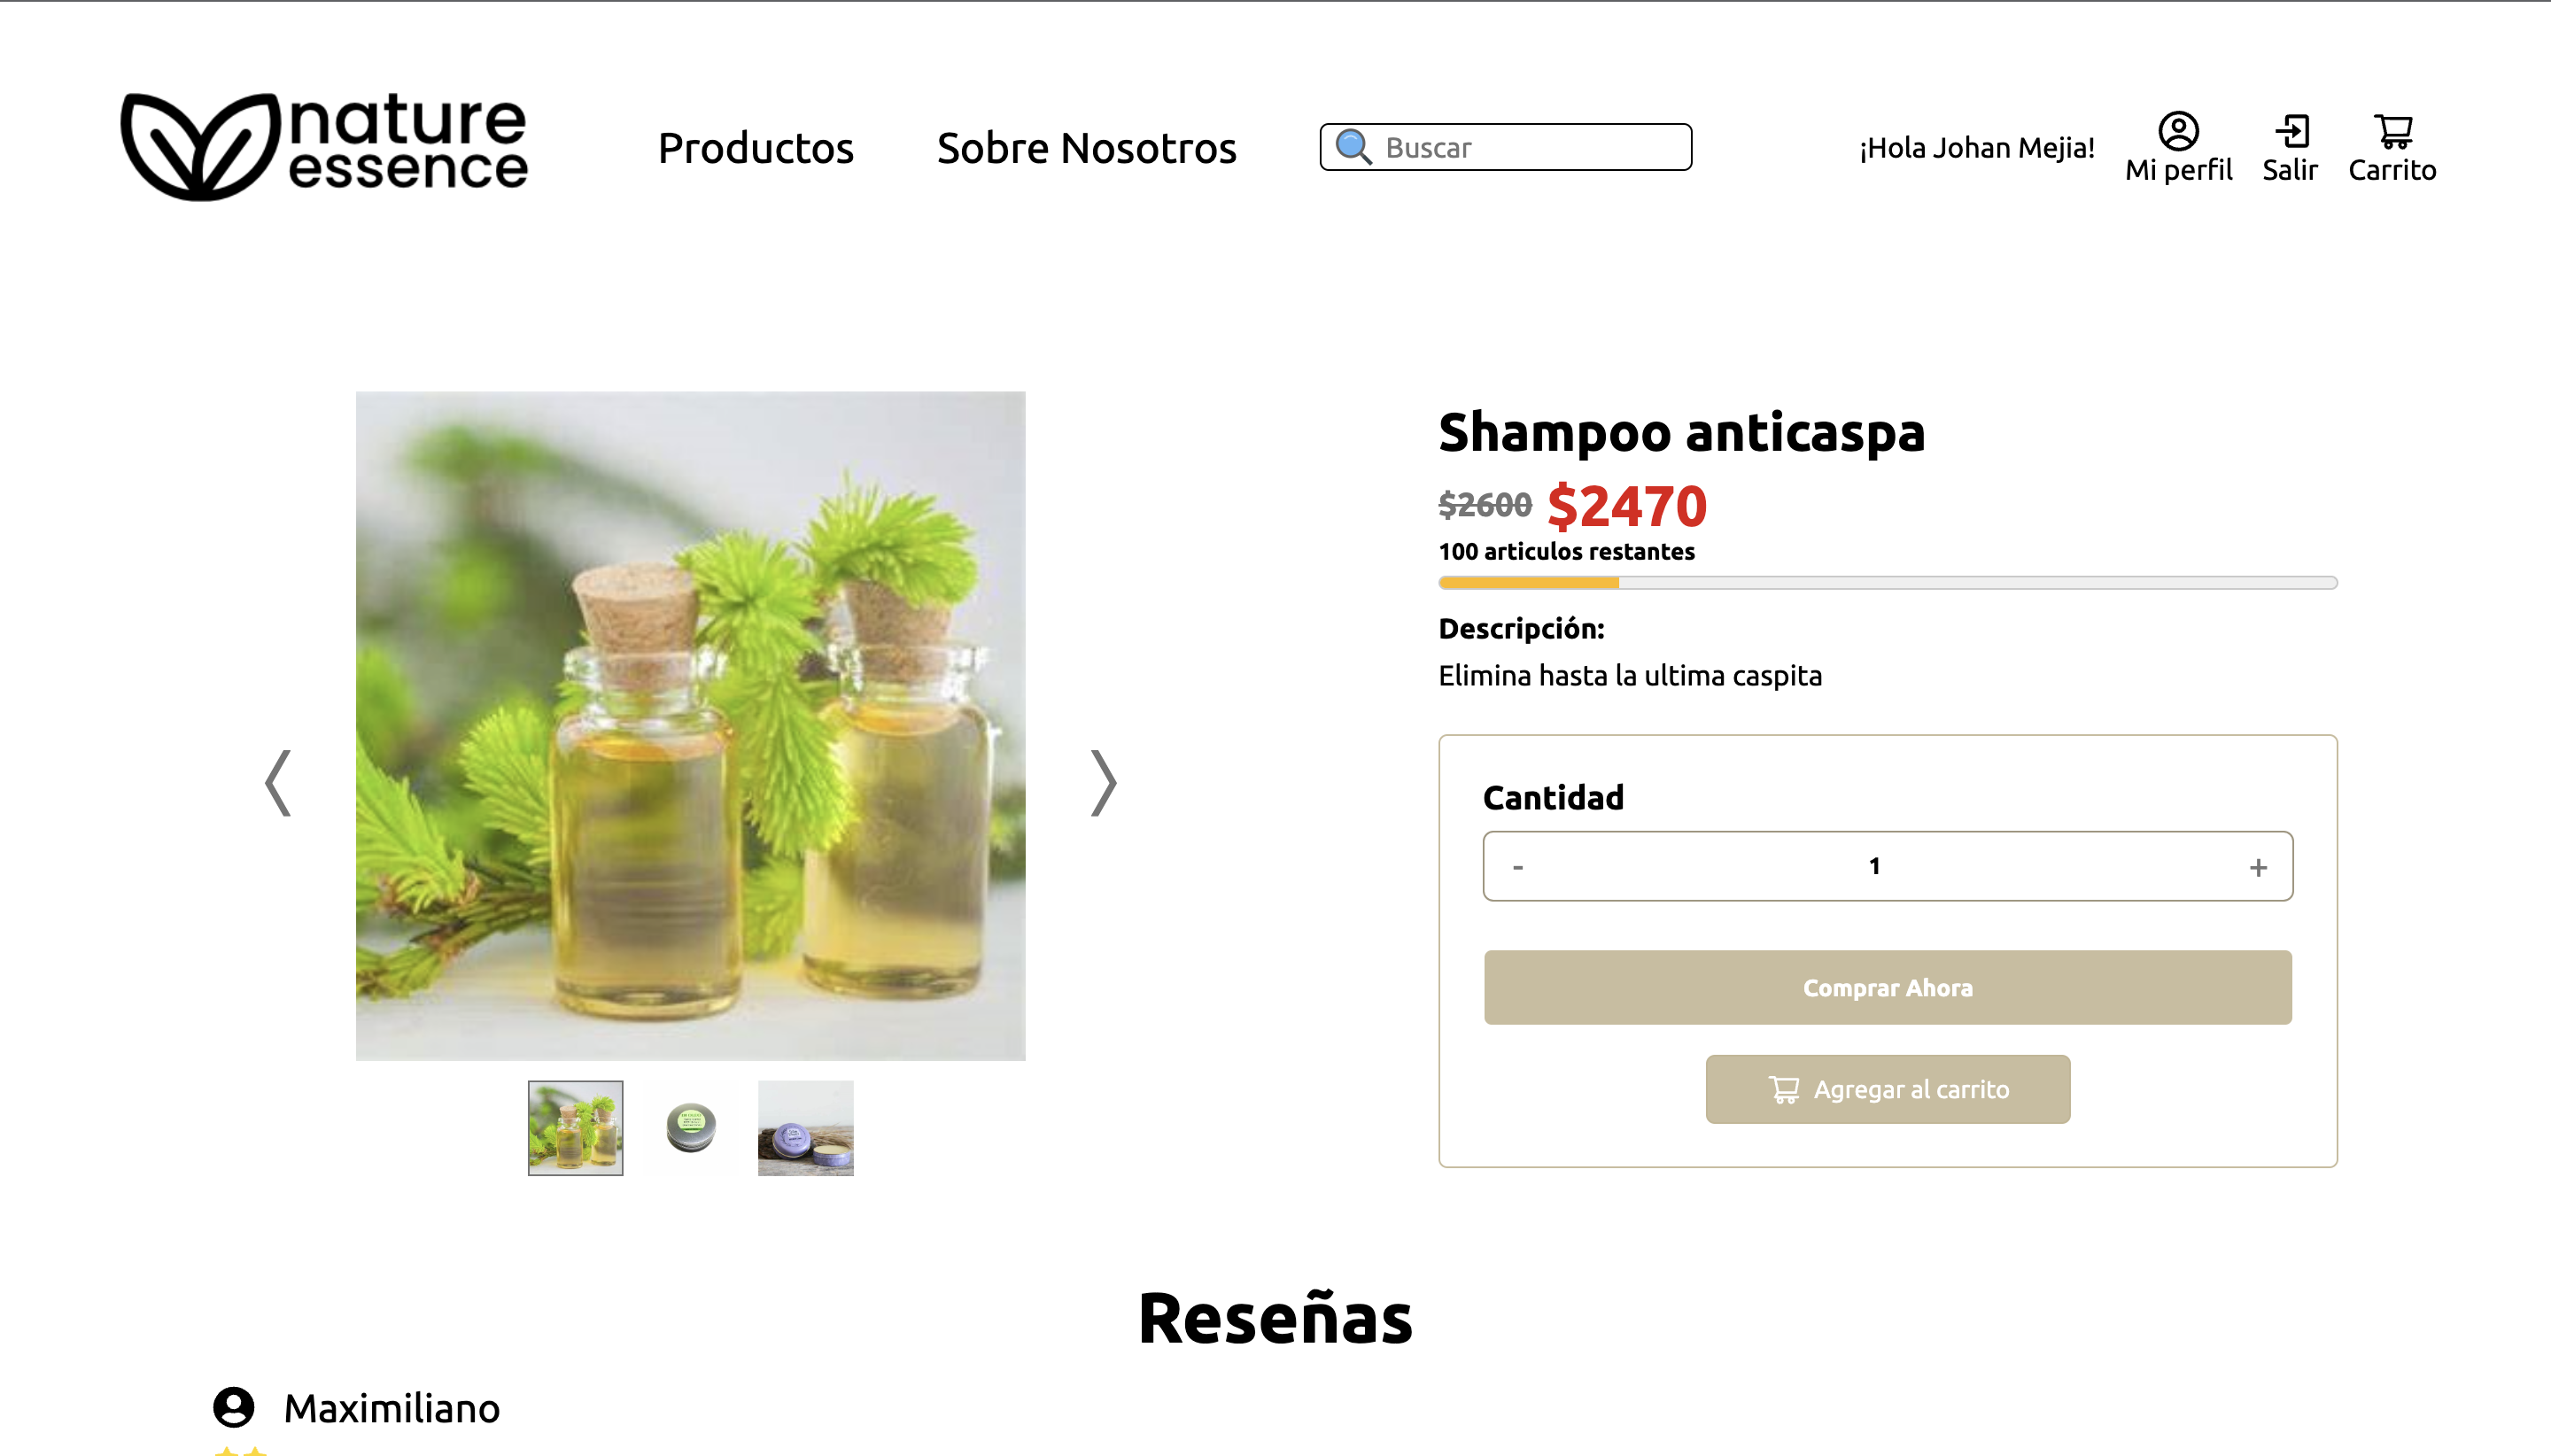 nature
essence
Productos
Sobre Nosotros
Buscar
¡Hola Johan Mejia!
Mi perfil
Salir
Carrito
Shampoo anticaspa
$2600 $2470
100 articulos restantes
Descripción:
Elimina hasta la ultima caspita
Cantidad
- 1 +
Comprar Ahora
Agregar al carrito
Reseñas
Maximiliano